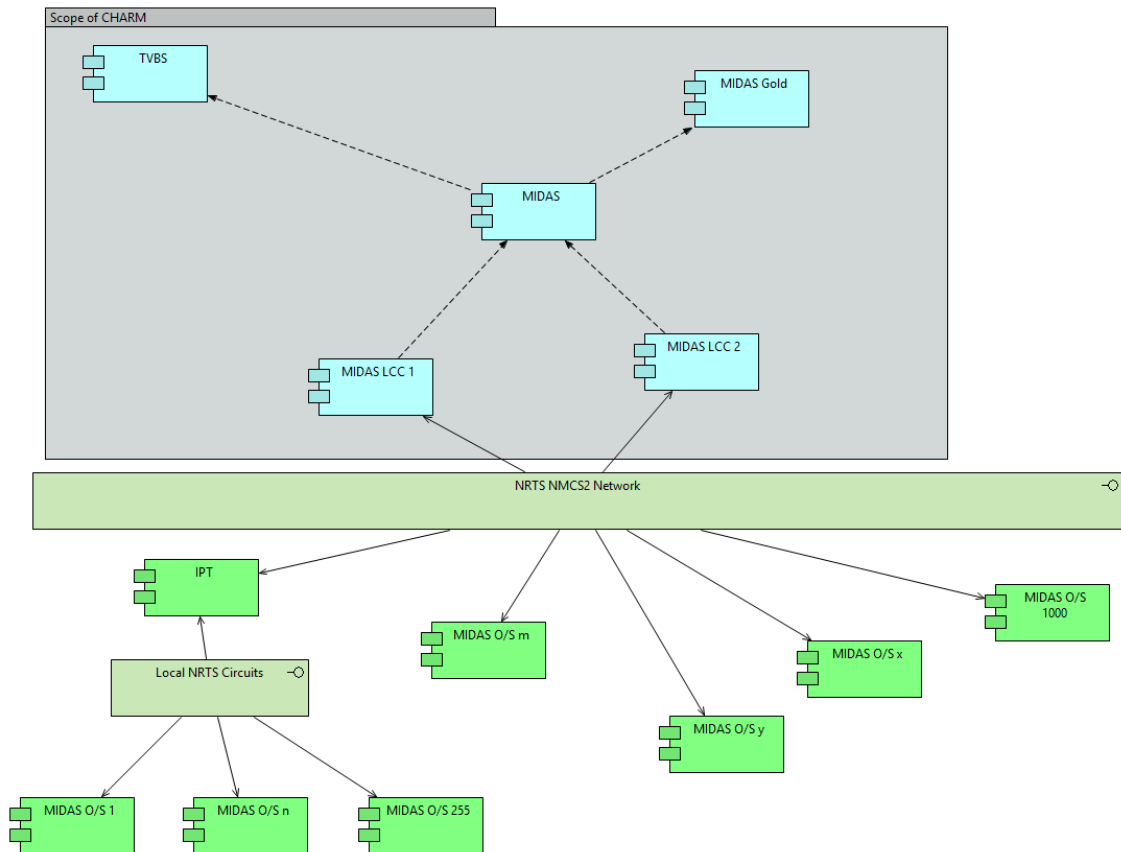 Scope of CHARM
TVBS
MIDAS Gold
MIDAS
MIDAS LCC 1
MIDAS LCC 2
NRTS NMCS2 Network
IPT
MIDAS O/S
1000
MIDAS O/S m
MIDAS O/S x
Local NRTS Circuits
MIDAS O/S y
MIDAS O/S 1
MIDAS O/S n
MIDAS O/S 255